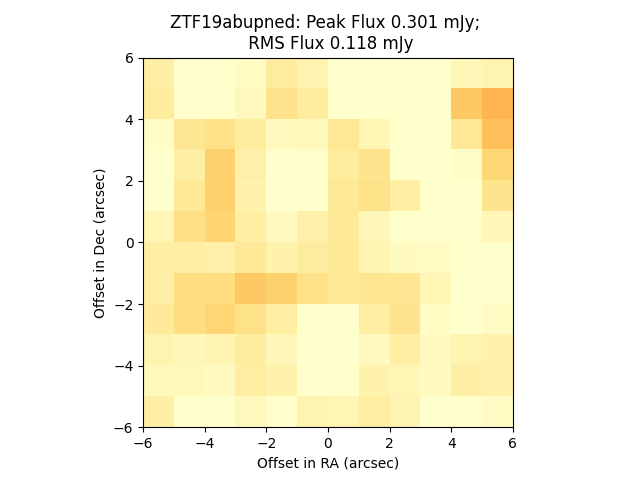 ZTF19abupned: Peak Flux 0.301 mJy;
RMS Flux 0.118 mJy
6
4
2
0
−2
−4
−6
Offset in Dec (arcsec)
−6 −4 −2 0 2 4 6
Offset in RA (arcsec)